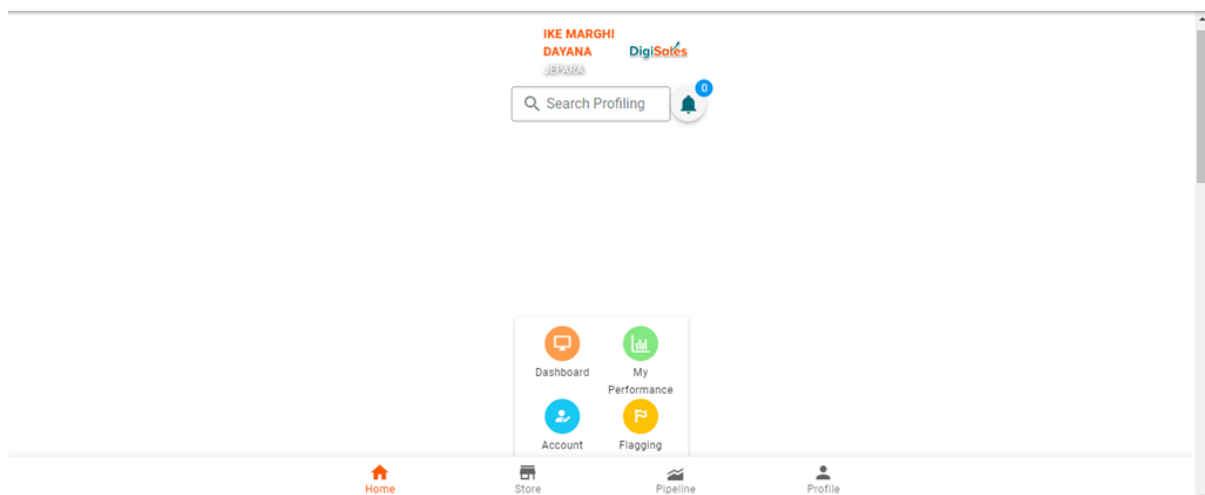 IKE MARGHI
DAYANA
DigiSales
JEPARA
Search Profiling
0
Dashboard
My
Performance
Account
Flagging
Home
Store
Pipeline
Profile